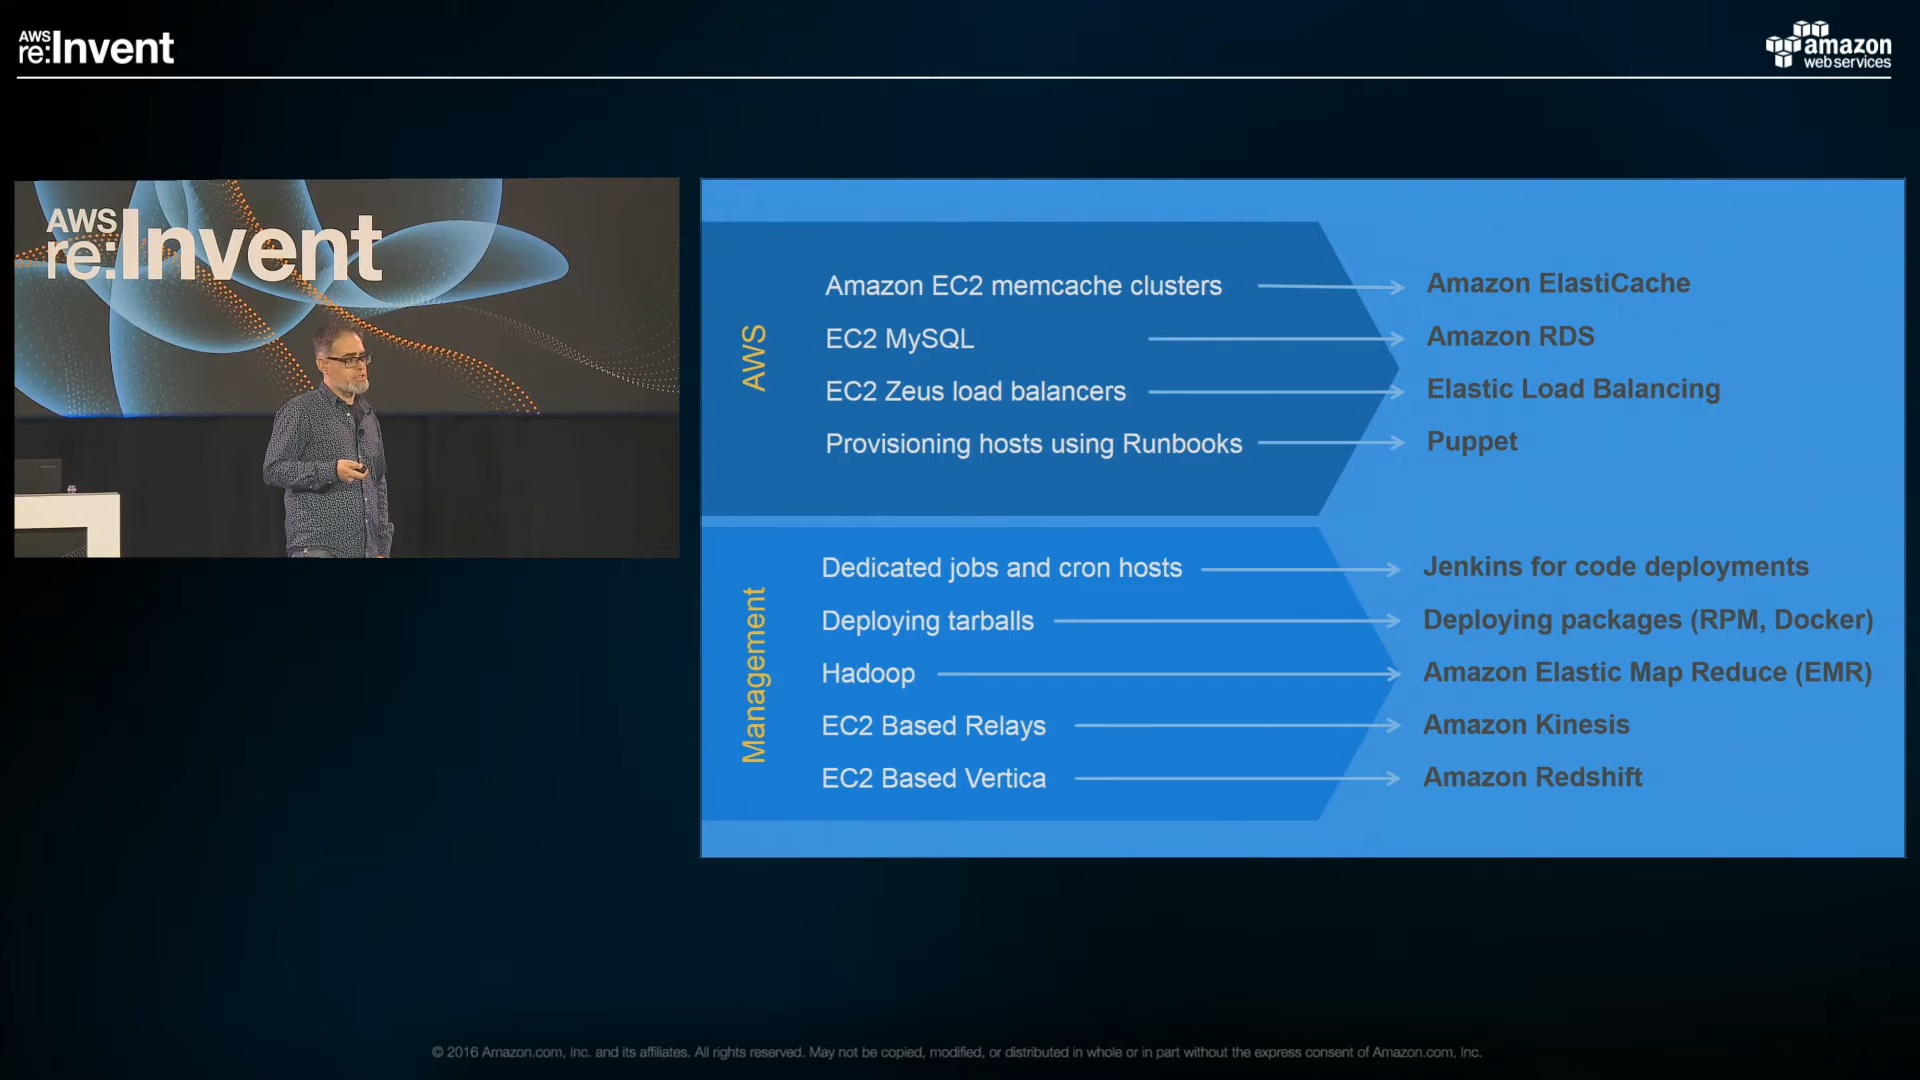 AWS
re:Invent
amazon
web services
AWS
re:Invent
AWS
Amazon EC2 memcache clusters
Amazon ElastiCache
EC2 MySQL
Amazon RDS
EC2 Zeus load balancers
Elastic Load Balancing
Provisioning hosts using Runbooks
Puppet
Management
Dedicated jobs and cron hosts
Jenkins for code deployments
Deploying tarballs
Deploying packages (RPM, Docker)
Hadoop
Amazon Elastic Map Reduce (EMR)
EC2 Based Relays
Amazon Kinesis
EC2 Based Vertica
Amazon Redshift
© 2016 Amazon.com, Inc. and its affiliates. All rights reserved. May not be copied, modified, or distributed in whole or in part without the express consent of Amazon.com, Inc.